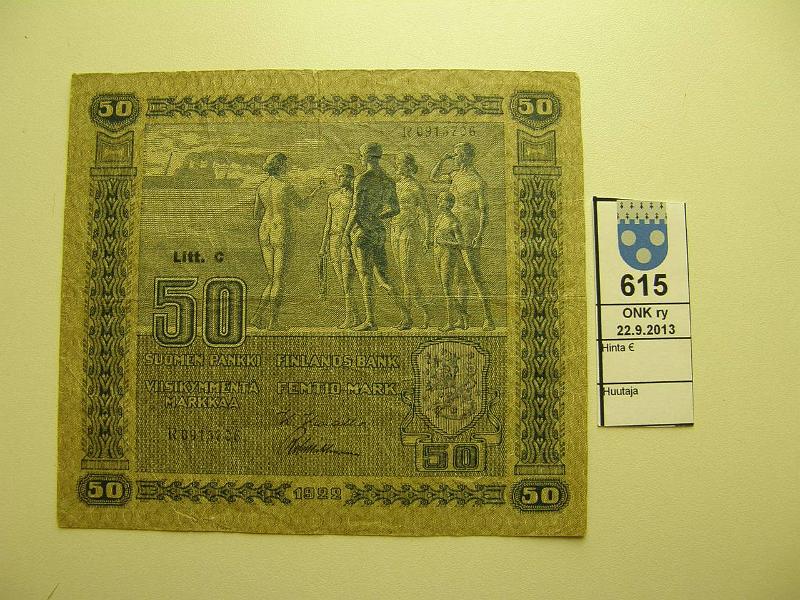 50
50
R0915706
Litt. C
50
SUOMEN PANKKI FINLANDS BANK
VIISIKYMMENTÄ FEMTIO MARK
MARKKAA
50
50
1922
50
615
ONK ry
22.9.2013
Hinta €
Huutaja